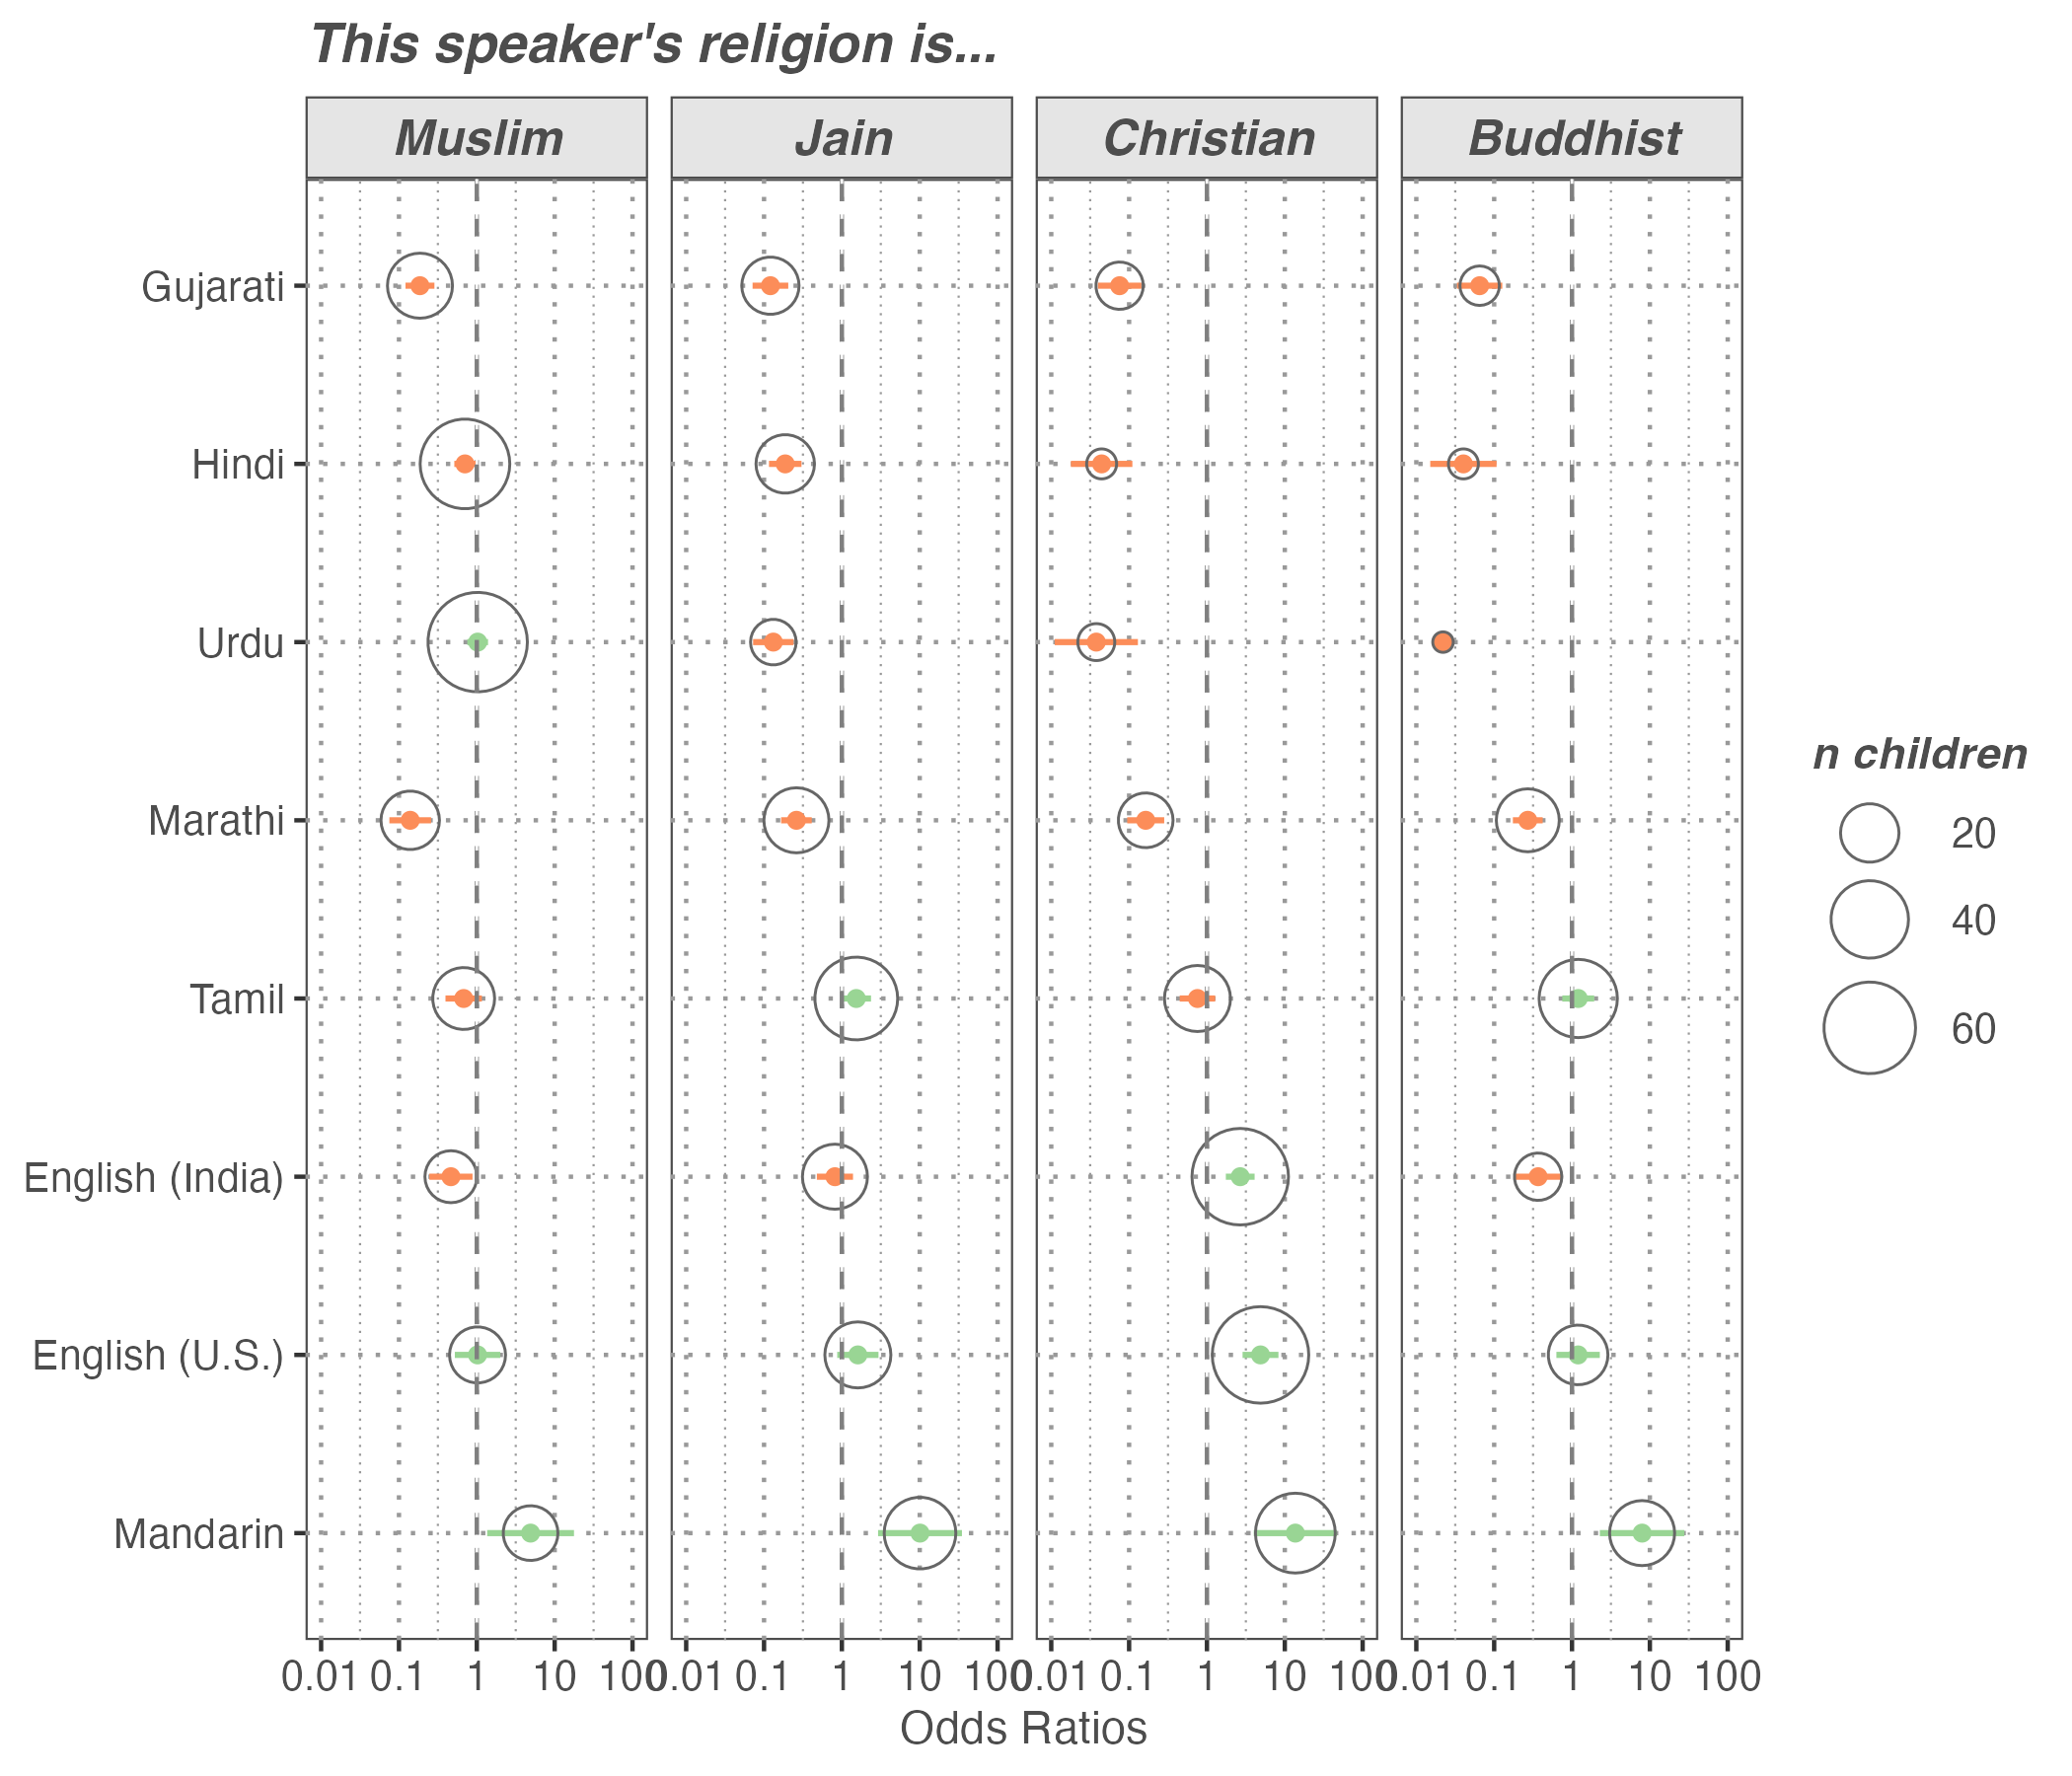 This speaker's religion is...
Muslim Jain Christian Buddhist
Gujarati
Hindi
Urdu
Marathi
Tamil
English (India)
English (U.S.)
Mandarin
n children
20
40
60
0.01 0.1 1 10 100 0.01 0.1 1 10 100 0.01 0.1 1 10 100 0.01 0.1 1 10 100
Odds Ratios